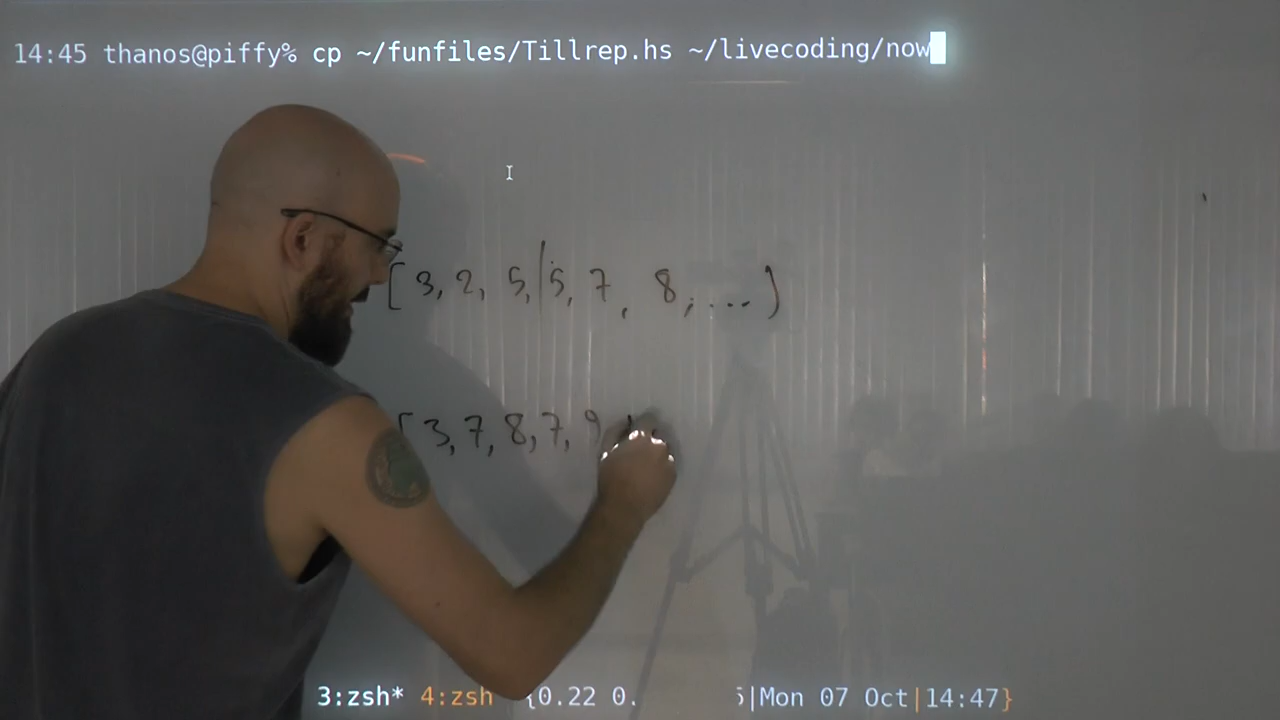 14:45 thanos@piffy% cp ~/funfiles/Tillrep.hs ~/livecoding/now
[ 3, 2, 5,|5, 7, 8, ... )
[ 3, 7, 8, 7, 9
3:zsh* 4:zsh {0.22 0. 5|Mon 07 Oct|14:47}